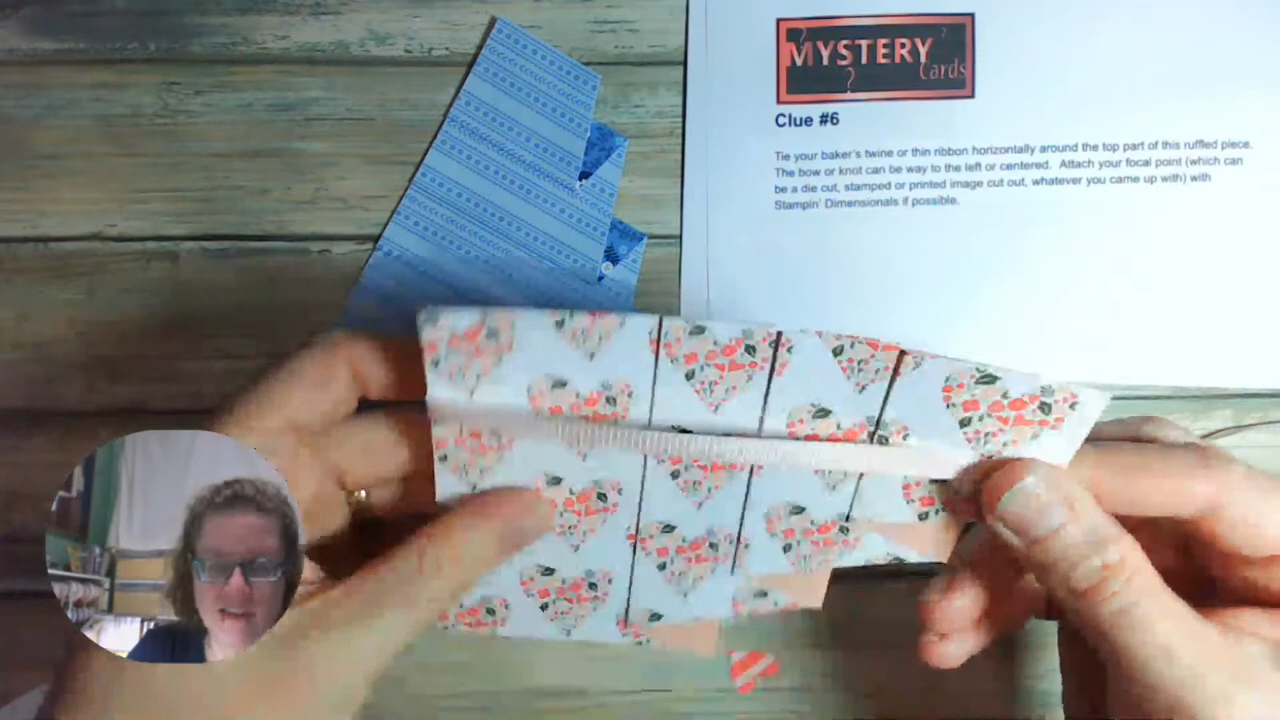 MYSTERY
Cards
Clue #6
Tie your baker's twine or thin ribbon horizontally around the top part of this ruffled piece.
The bow or knot can be way to the left or centered.  Attach your focal point (which can
be a die cut, stamped or printed image cut out, whatever you came up with) with
Stampin' Dimensionals if possible.